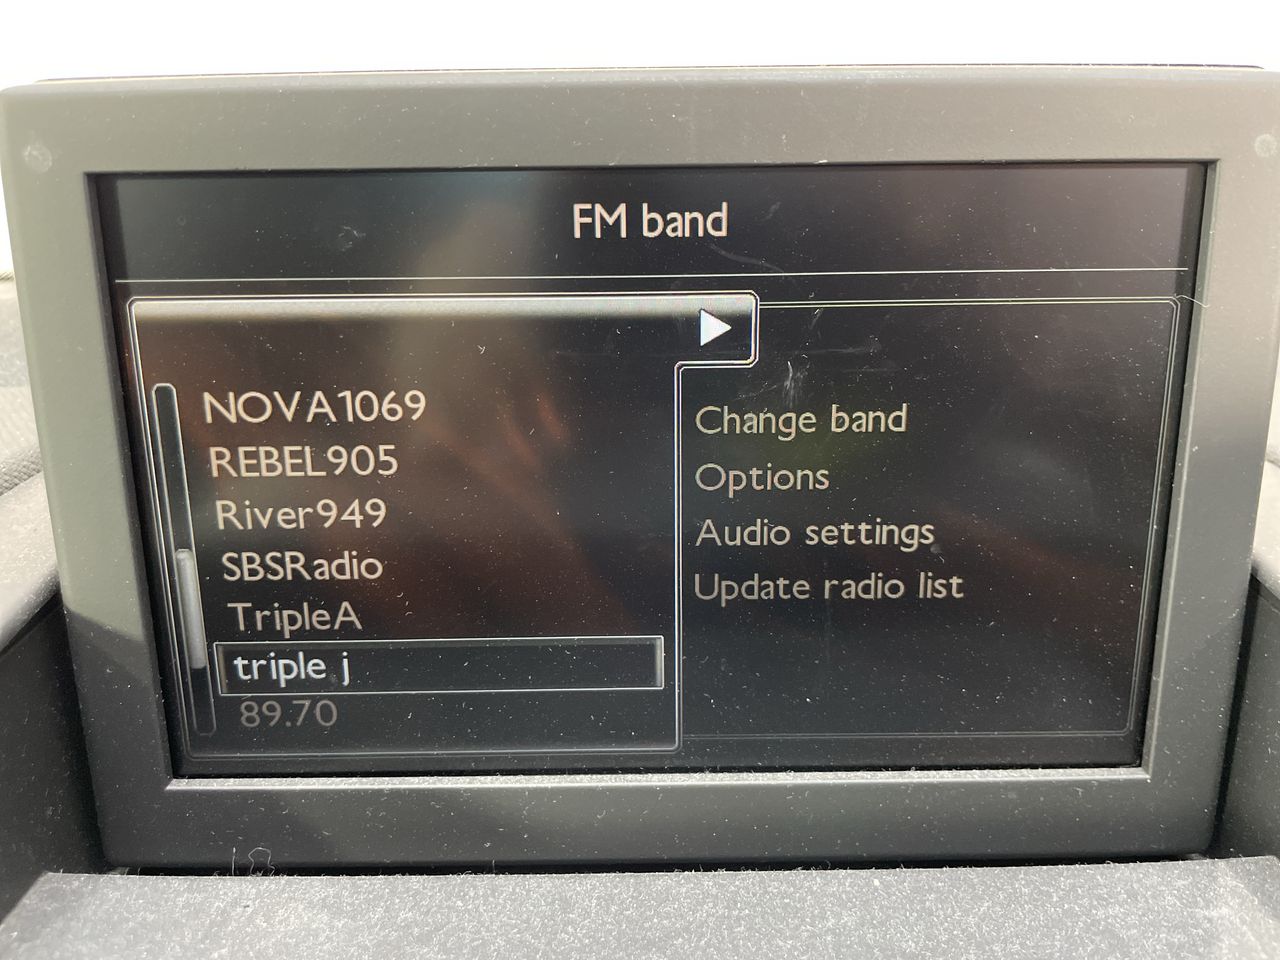 FM band
NOVA1069
REBEL905
River949
SBSRadio
TripleA
triple j
89.70
Change band
Options
Audio settings
Update radio list